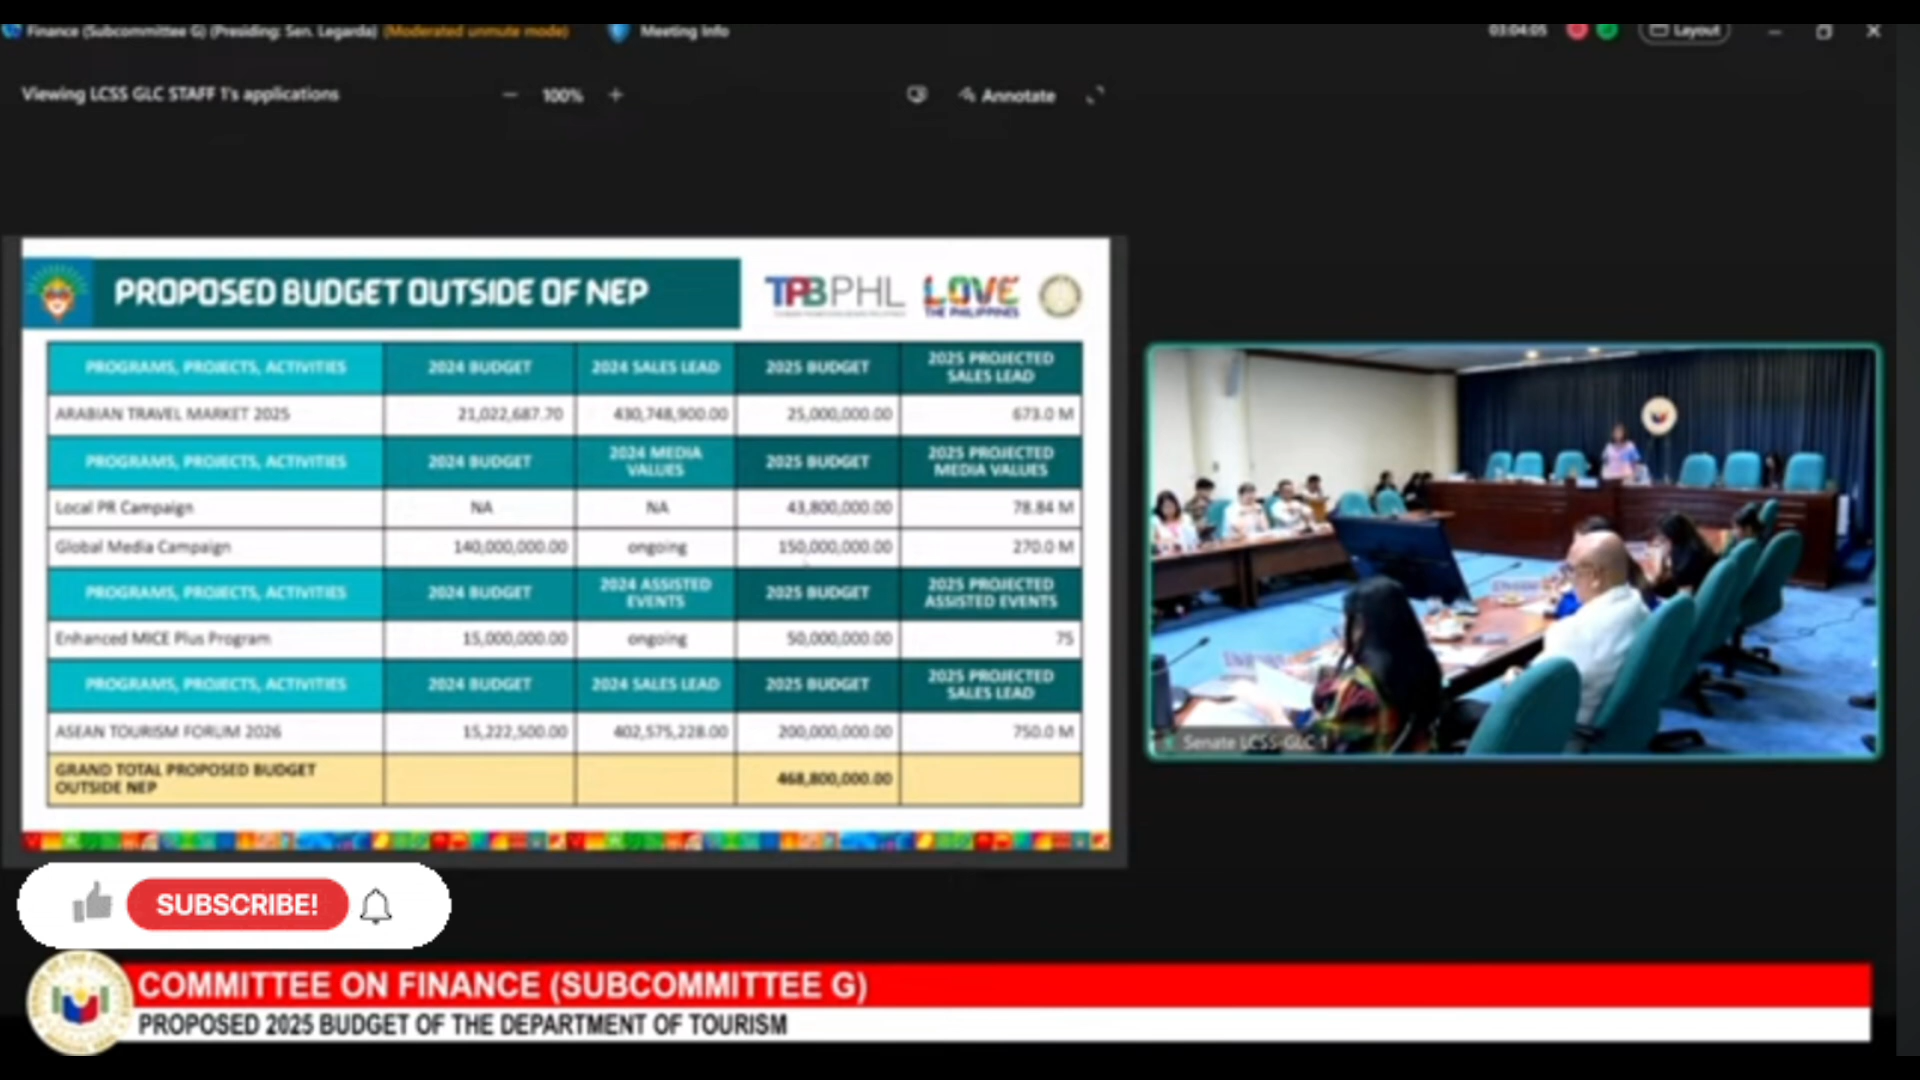 Finance (Subcommittee G) (Presiding: Sen. Legarda) (Moderated unmute mode) Meeting Info 03:04:05 Layout
Viewing LCSS GLC STAFF 1's applications 100% Annotate
PROPOSED BUDGET OUTSIDE OF NEP
TPBPHL
LOVE
THE PHILIPPINES
PROGRAMS, PROJECTS, ACTIVITIES 2024 BUDGET 2024 SALES LEAD 2025 BUDGET 2025 PROJECTED SALES LEAD
ARABIAN TRAVEL MARKET 2025 21,022,687.70 430,748,900.00 25,000,000.00 673.0 M
PROGRAMS, PROJECTS, ACTIVITIES 2024 BUDGET 2024 MEDIA VALUES 2025 BUDGET 2025 PROJECTED MEDIA VALUES
Local PR Campaign NA NA 43,800,000.00 78.84 M
Global Media Campaign 140,000,000.00 ongoing 150,000,000.00 270.0 M
PROGRAMS, PROJECTS, ACTIVITIES 2024 BUDGET 2024 ASSISTED EVENTS 2025 BUDGET 2025 PROJECTED ASSISTED EVENTS
Enhanced MICE Plus Program 15,000,000.00 ongoing 50,000,000.00 75
PROGRAMS, PROJECTS, ACTIVITIES 2024 BUDGET 2024 SALES LEAD 2025 BUDGET 2025 PROJECTED SALES LEAD
ASEAN TOURISM FORUM 2026 15,222,500.00 402,575,228.00 200,000,000.00 750.0 M
GRAND TOTAL PROPOSED BUDGET OUTSIDE NEP 468,800,000.00
Senate LCSS-GLC 1
SUBSCRIBE!
COMMITTEE ON FINANCE (SUBCOMMITTEE G)
PROPOSED 2025 BUDGET OF THE DEPARTMENT OF TOURISM